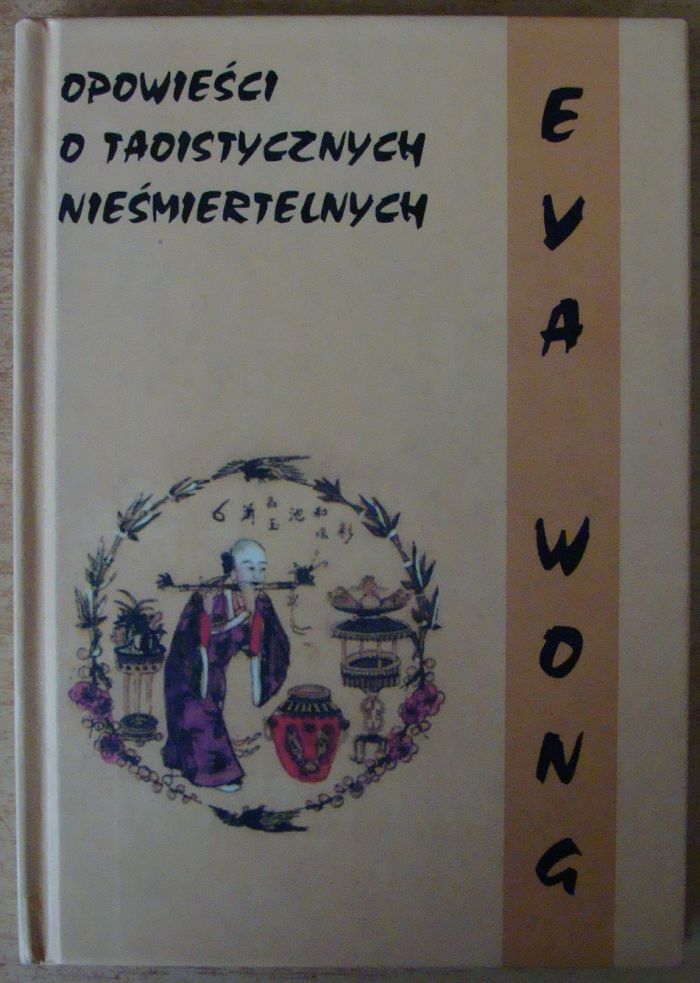 OPOWIEŚCI
O TAOISTYCZNYCH
NIEŚMIERTELNYCH
EVA WONG